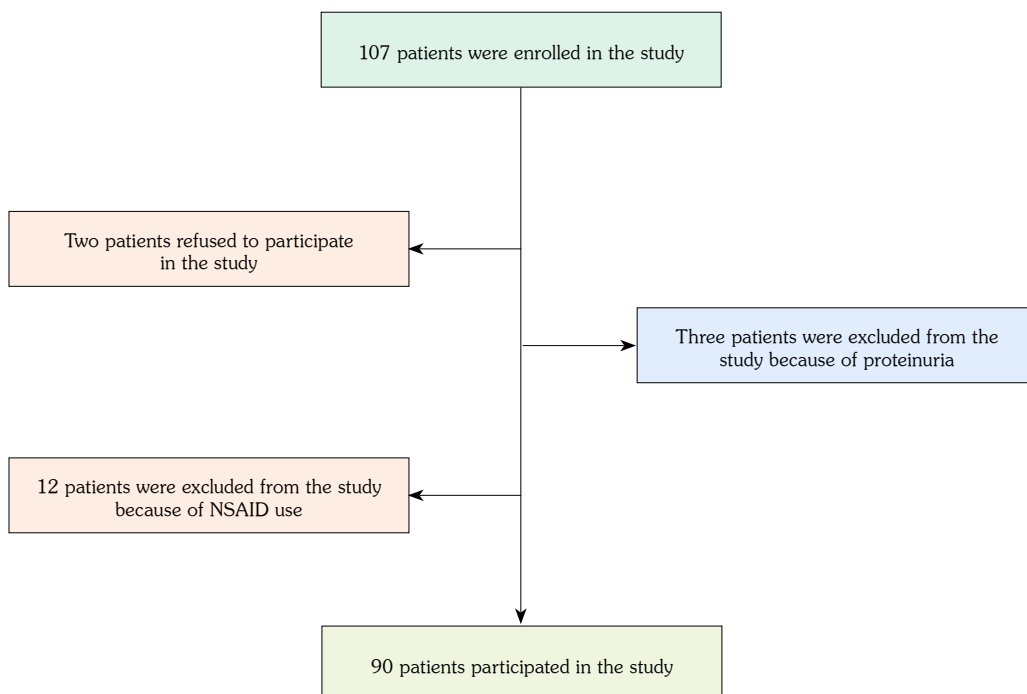 107 patients were enrolled in the study
Two patients refused to participate
in the study
Three patients were excluded from the
study because of proteinuria
12 patients were excluded from the study
because of NSAID use
90 patients participated in the study